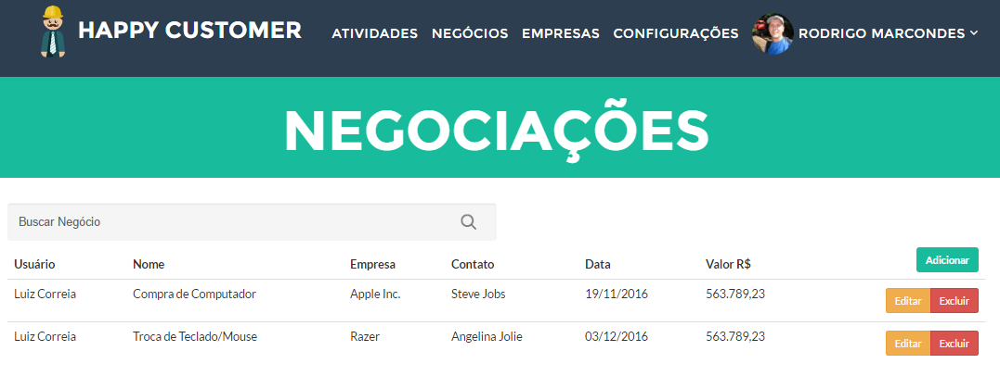 HAPPY CUSTOMER ATIVIDADES NEGÓCIOS EMPRESAS CONFIGURAÇÕES RODRIGO MARCONDES
NEGOCIAÇÕES
Buscar Negócio
Usuário Nome Empresa Contato Data Valor R$ Adicionar
Luiz Correia Compra de Computador Apple Inc. Steve Jobs 19/11/2016 563.789,23 Editar Excluir
Luiz Correia Troca de Teclado/Mouse Razer Angelina Jolie 03/12/2016 563.789,23 Editar Excluir